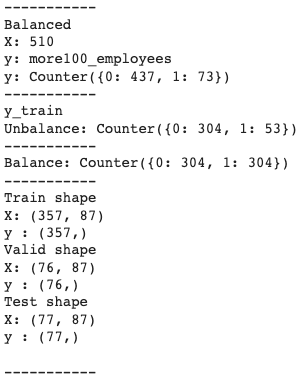 -----------
Balanced
X: 510
y: more100_employees
y: Counter({0: 437, 1: 73})
-----------
y_train
Unbalance: Counter({0: 304, 1: 53})
-----------
Balance: Counter({0: 304, 1: 304})
-----------
Train shape
X: (357, 87)
y : (357,)
Valid shape
X: (76, 87)
y : (76,)
Test shape
X: (77, 87)
y : (77,)
-----------